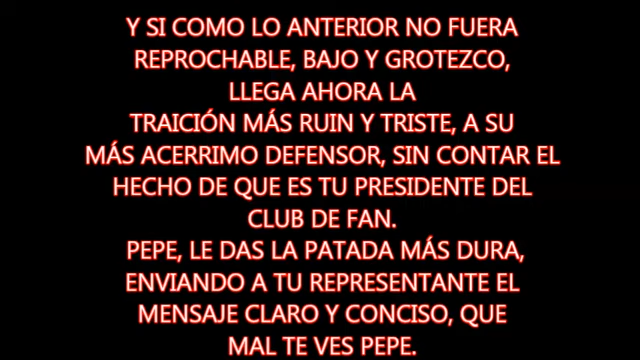 Y SI COMO LO ANTERIOR NO FUERA
REPROCHABLE, BAJO Y GROTEZCO,
LLEGA AHORA LA
TRAICIÓN MÁS RUIN Y TRISTE, A SU
MÁS ACERRIMO DEFENSOR, SIN CONTAR EL
HECHO DE QUE ES TU PRESIDENTE DEL
CLUB DE FAN.
PEPE, LE DAS LA PATADA MÁS DURA,
ENVIANDO A TU REPRESENTANTE EL
MENSAJE CLARO Y CONCISO, QUE
MAL TE VES PEPE.